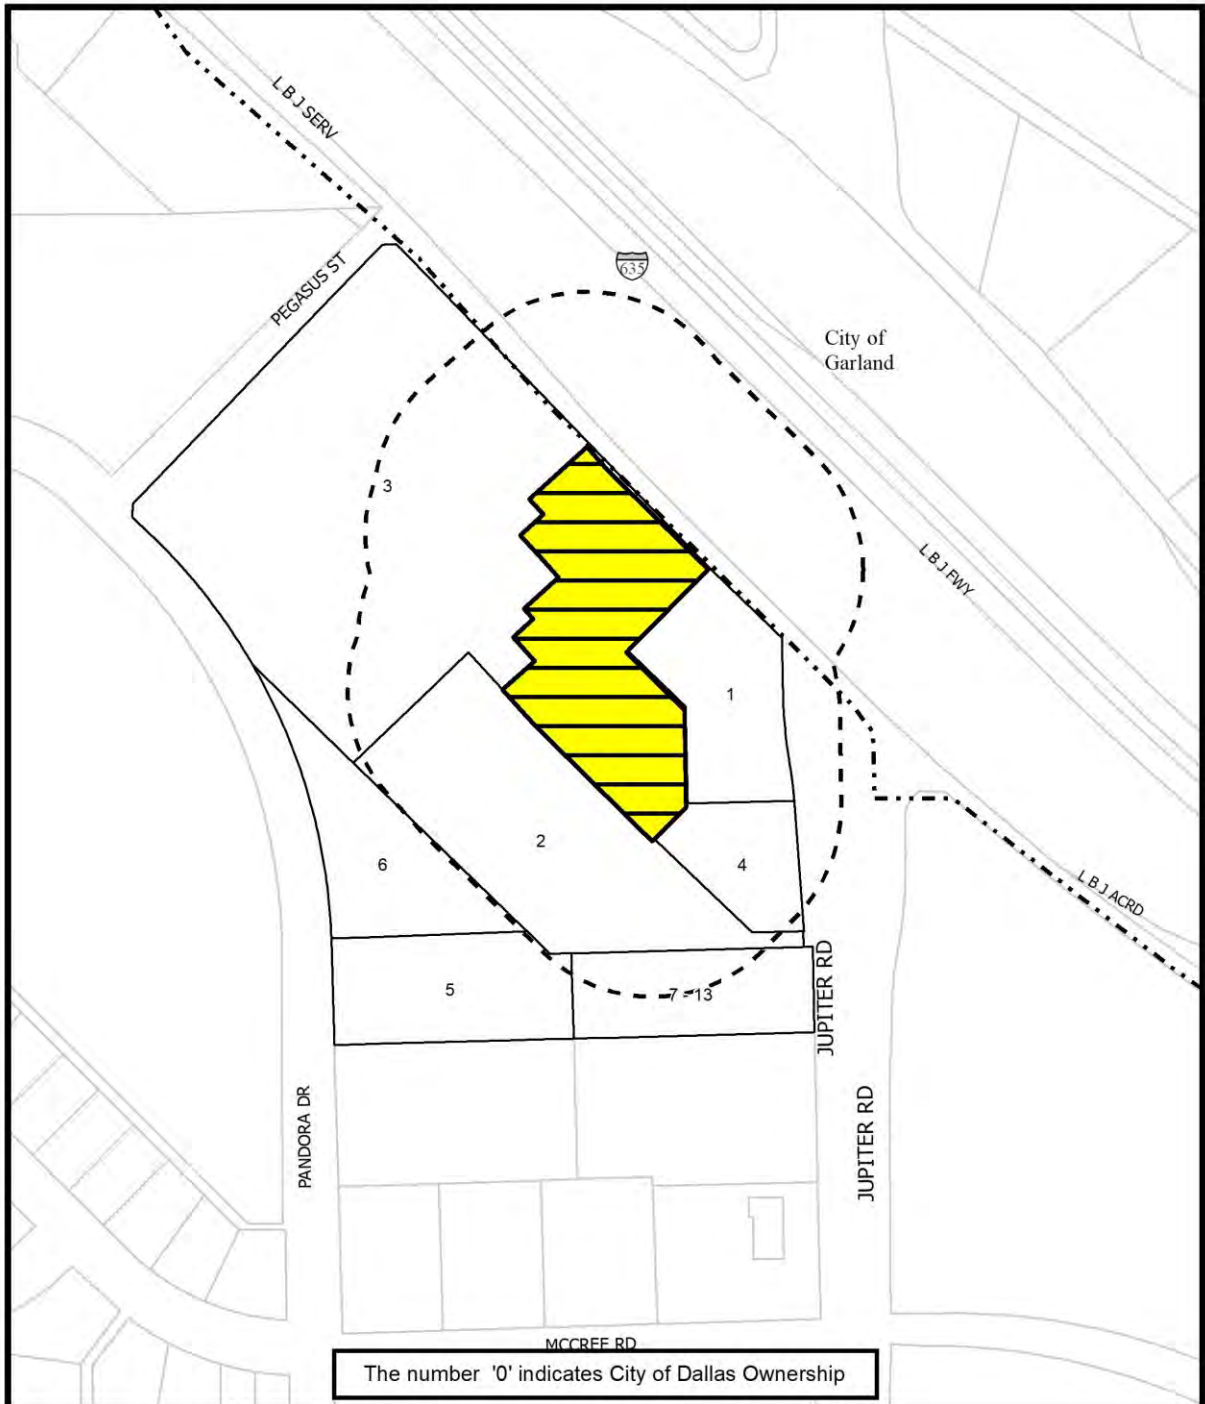 L B J SERV
635
PEGASUS ST
City of
Garland
3
L B J FWY
1
2
4
6
L B J ACRD
5
7 - 13
JUPITER RD
PANDORA DR
JUPITER RD
MCCREE RD
The number '0' indicates City of Dallas Ownership